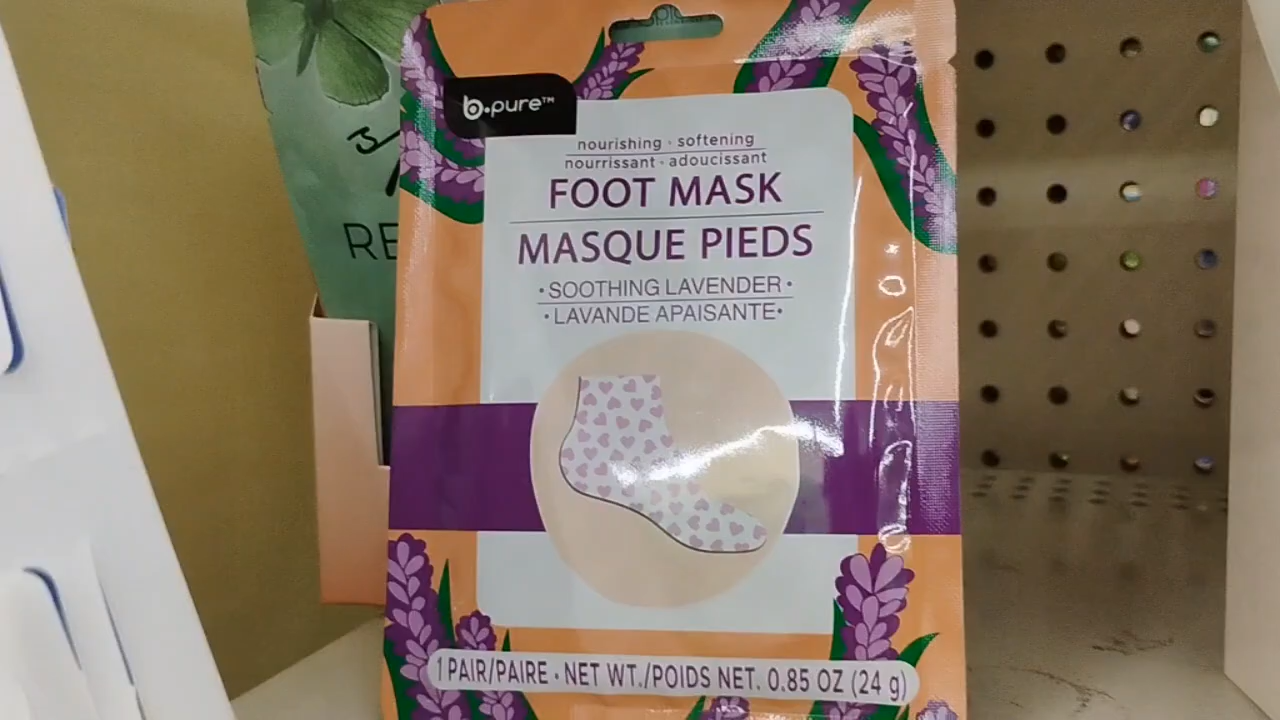 b.pure™
nourishing · softening
nourrissant · adoucissant
FOOT MASK
MASQUE PIEDS
•SOOTHING LAVENDER•
•LAVANDE APAISANTE•
RE
1 PAIR/PAIRE • NET WT./POIDS NET. 0.85 OZ (24 g)